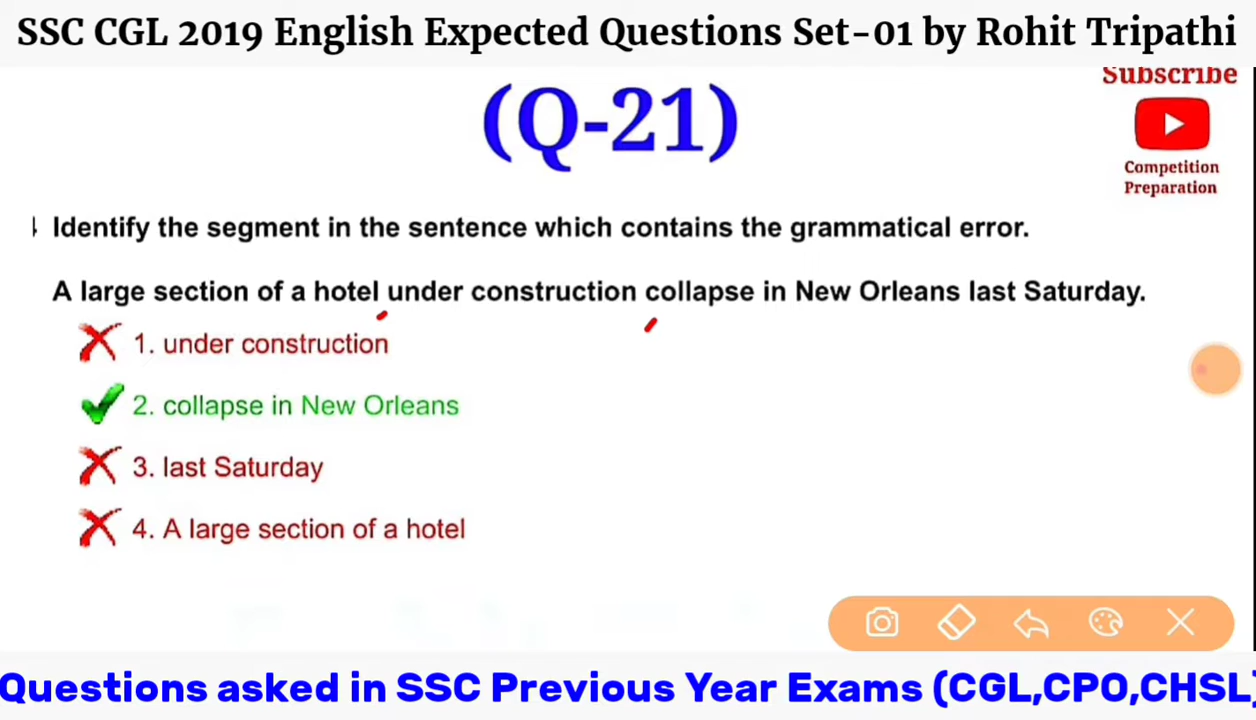 SSC CGL 2019 English Expected Questions Set-01 by Rohit Tripathi
Subscribe
(Q-21)
Competition
Preparation
Identify the segment in the sentence which contains the grammatical error.
A large section of a hotel under construction collapse in New Orleans last Saturday.
1. under construction
2. collapse in New Orleans
3. last Saturday
4. A large section of a hotel
Questions asked in SSC Previous Year Exams (CGL,CPO,CHSL)